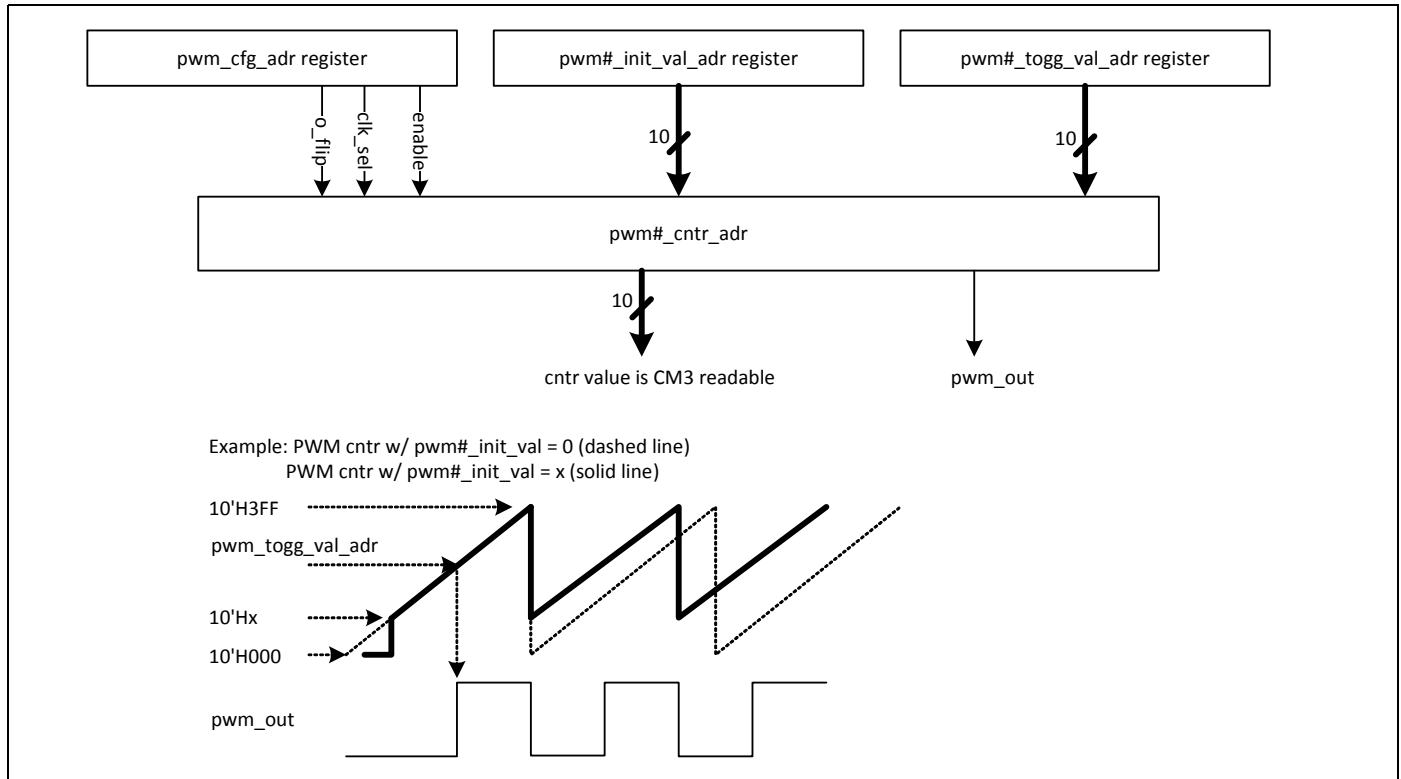 pwm_cfg_adr register
pwm#_init_val_adr register
pwm#_togg_val_adr register
o_flip
clk_sel
enable
10
10
pwm#_cntr_adr
10
cntr value is CM3 readable
pwm_out
Example: PWM cntr w/ pwm#_init_val = 0 (dashed line)
PWM cntr w/ pwm#_init_val = x (solid line)
10'H3FF
pwm_togg_val_adr
10'Hx
10'H000
pwm_out